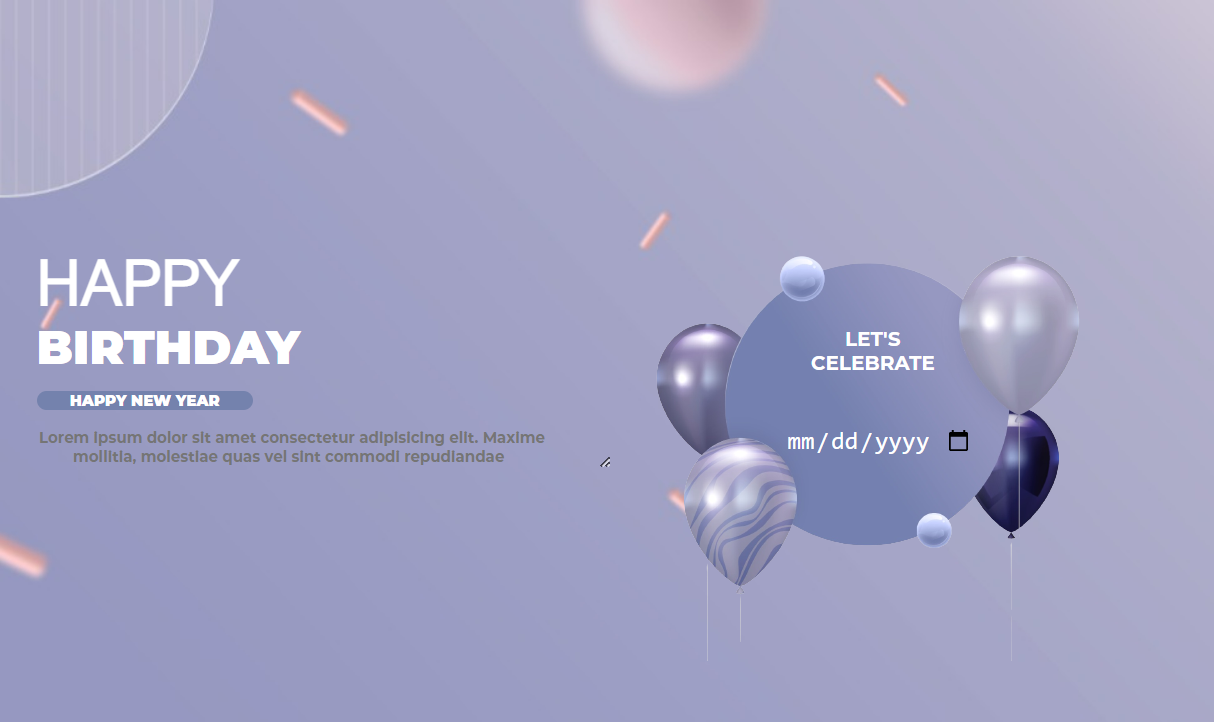 HAPPY
BIRTHDAY
HAPPY NEW YEAR
Lorem ipsum dolor sit amet consectetur adipisicing elit. Maxime
mollitia, molestiae quas vel sint commodi repudiandae
LET'S
CELEBRATE
mm/dd/yyyy